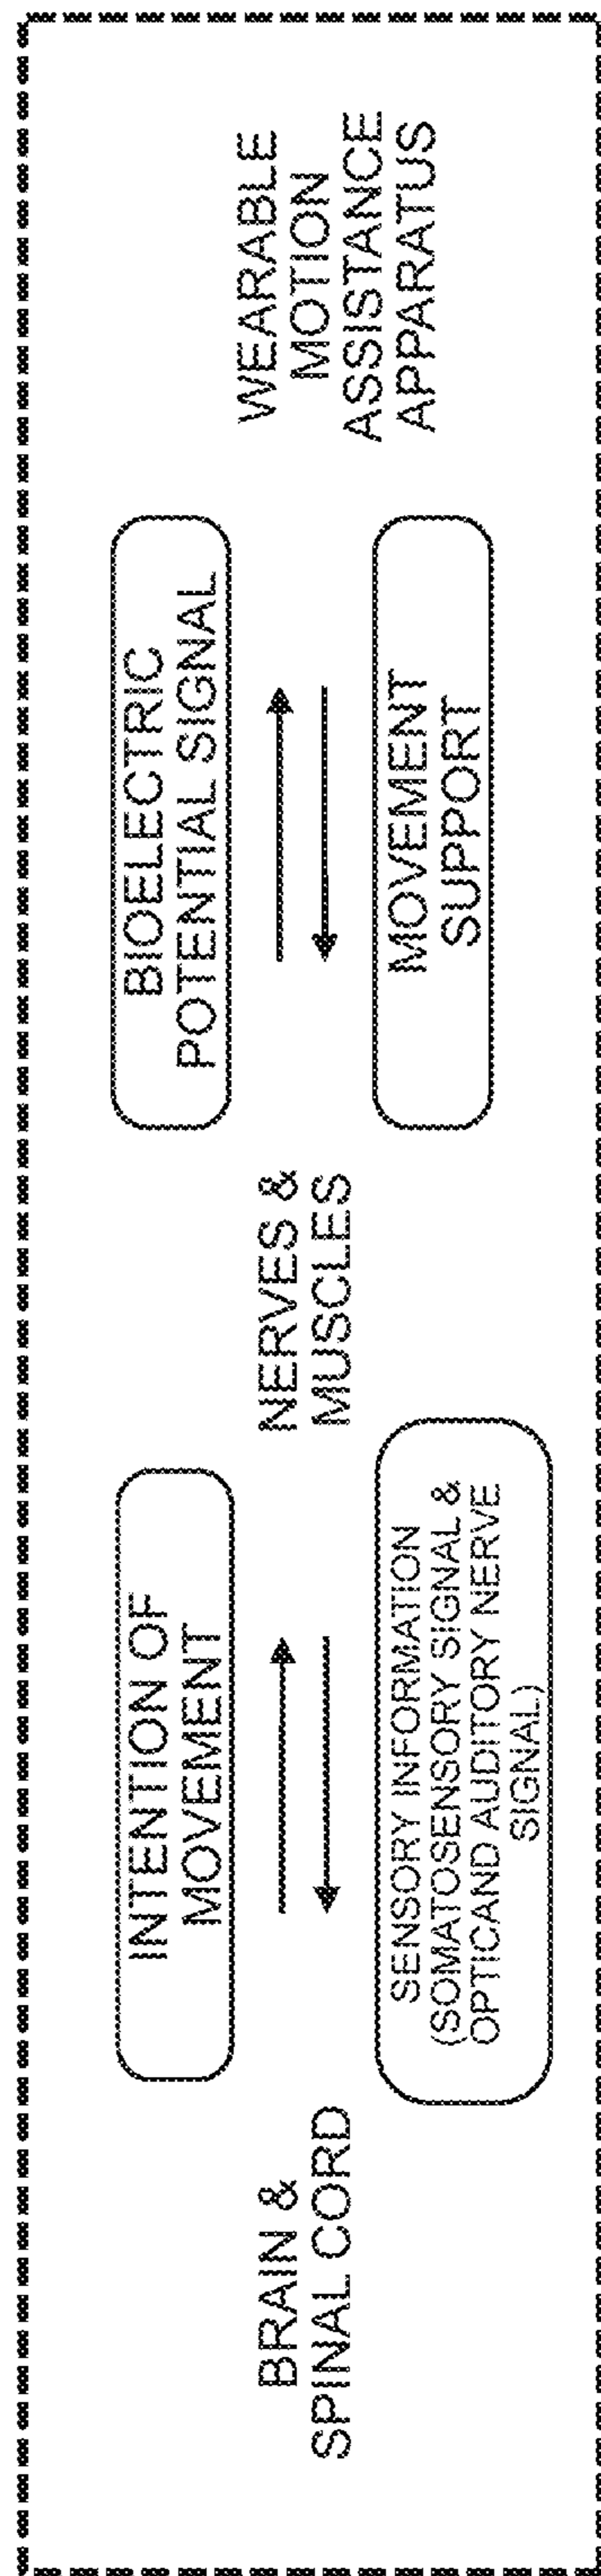 BRAIN &
SPINAL CORD
INTENTION OF
MOVEMENT
SENSORY INFORMATION
(SOMATOSENSORY SIGNAL &
OPTICAND AUDITORY NERVE
SIGNAL)
NERVES &
MUSCLES
BIOELECTRIC
POTENTIAL SIGNAL
MOVEMENT
SUPPORT
WEARABLE
MOTION
ASSISTANCE
APPARATUS